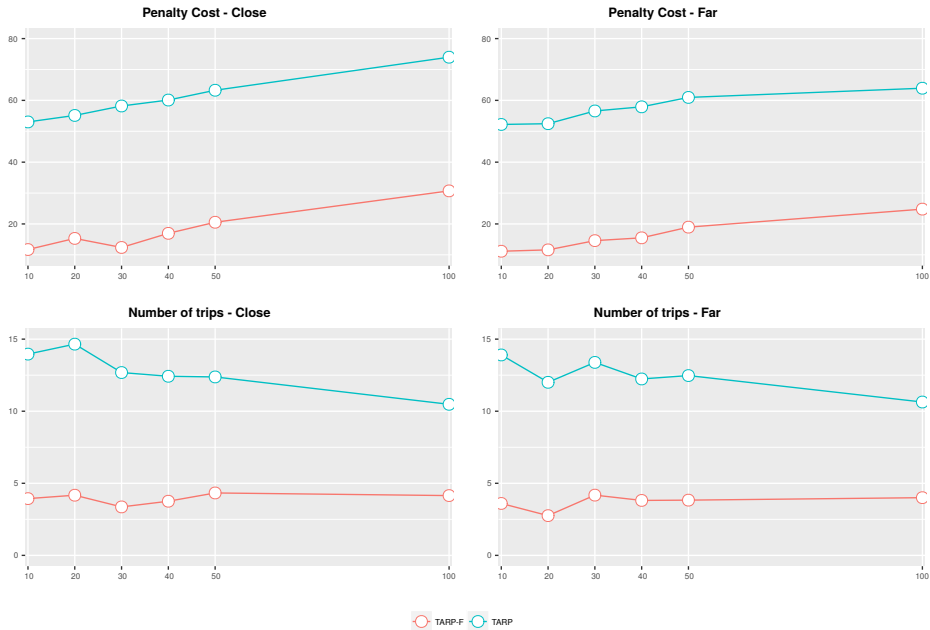 Penalty Cost - Close
80
60
40
20
10 20 30 40 50 100
Penalty Cost - Far
80
60
40
20
10 20 30 40 50 100
Number of trips - Close
15
10
5
0
10 20 30 40 50 100
Number of trips - Far
15
10
5
0
10 20 30 40 50 100
TARP-F TARP